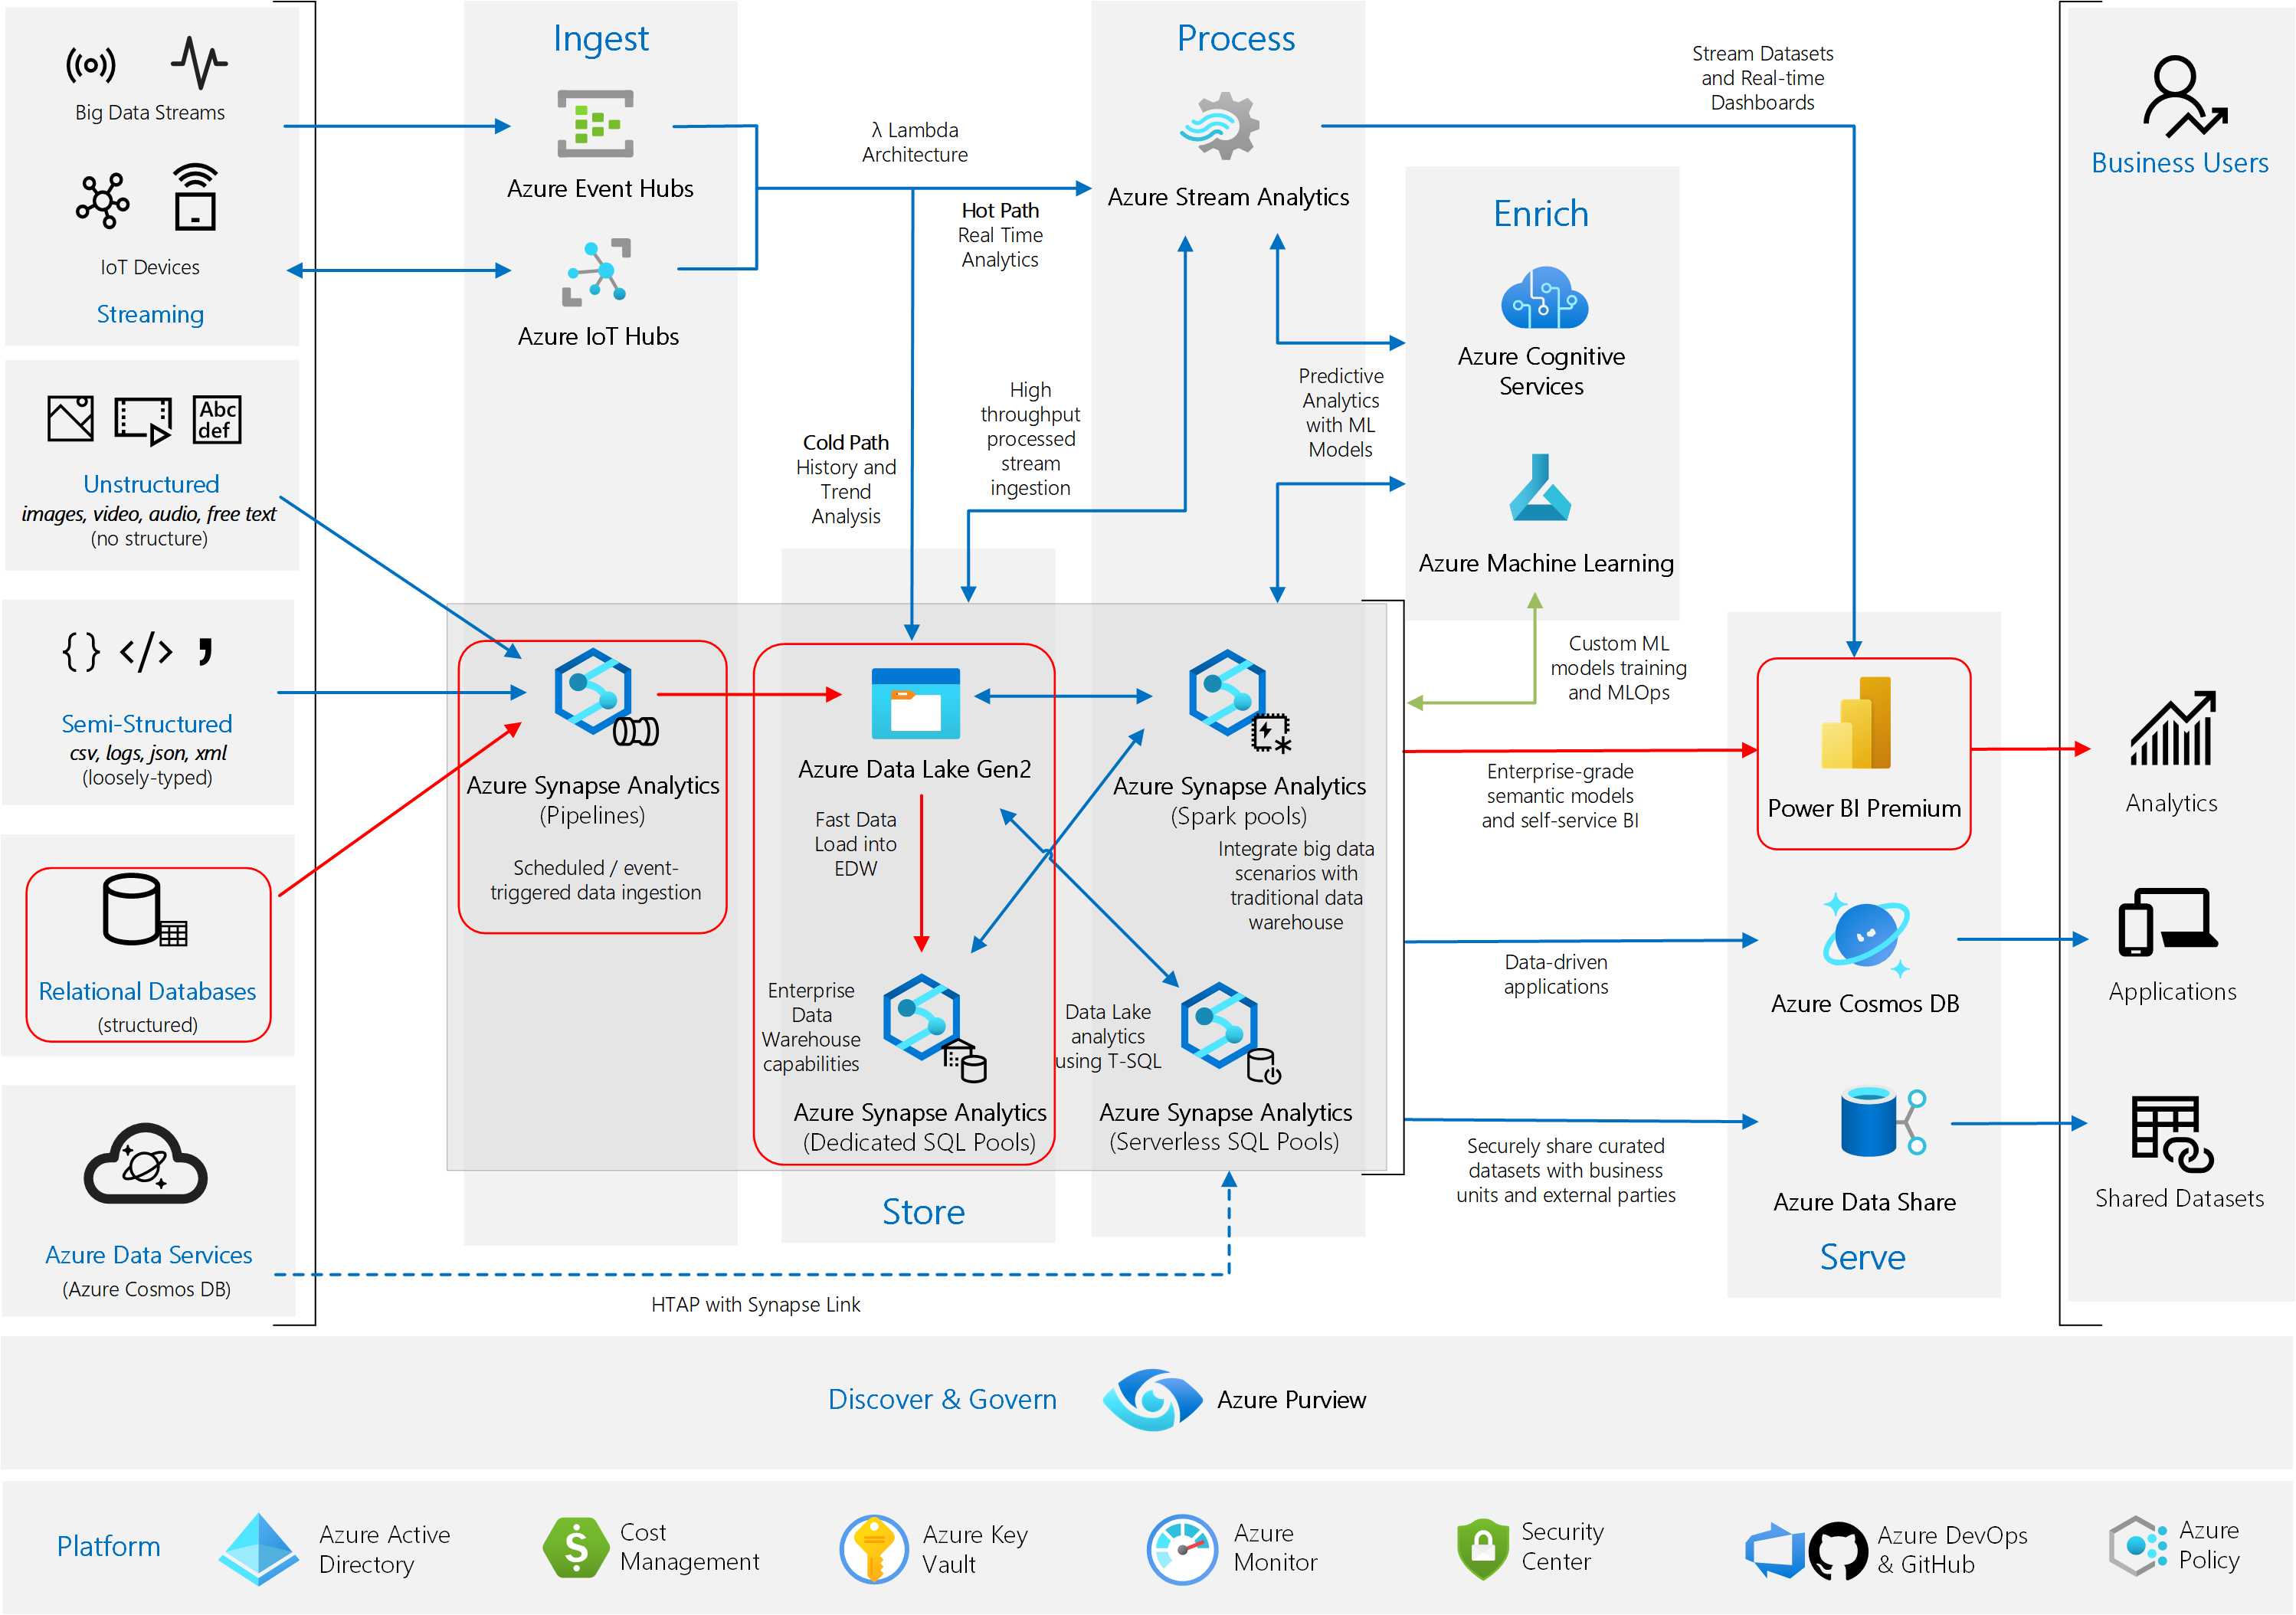 Big Data Streams
IoT Devices
Streaming
Abc
def
Unstructured
images, video, audio, free text
(no structure)
{ } </> ,
Semi-Structured
csv, logs, json, xml
(loosely-typed)
Relational Databases
(structured)
Azure Data Services
(Azure Cosmos DB)
Ingest
Azure Event Hubs
Azure IoT Hubs
λ Lambda
Architecture
Hot Path
Real Time
Analytics
Cold Path
History and
Trend
Analysis
High
throughput
processed
stream
ingestion
Process
Azure Stream Analytics
Stream Datasets
and Real-time
Dashboards
Predictive
Analytics
with ML
Models
Enrich
Azure Cognitive
Services
Azure Machine Learning
Custom ML
models training
and MLOps
Azure Synapse Analytics
(Pipelines)
Scheduled / event-
triggered data ingestion
Azure Data Lake Gen2
Fast Data
Load into
EDW
Enterprise
Data
Warehouse
capabilities
Azure Synapse Analytics
(Dedicated SQL Pools)
Store
Azure Synapse Analytics
(Spark pools)
Integrate big data
scenarios with
traditional data
warehouse
Data Lake
analytics
using T-SQL
Azure Synapse Analytics
(Serverless SQL Pools)
HTAP with Synapse Link
Enterprise-grade
semantic models
and self-service BI
Data-driven
applications
Securely share curated
datasets with business
units and external parties
Power BI Premium
Azure Cosmos DB
Azure Data Share
Serve
Business Users
Analytics
Applications
Shared Datasets
Discover & Govern
Azure Purview
Platform
Azure Active
Directory
$
Cost
Management
Azure Key
Vault
Azure
Monitor
Security
Center
Azure DevOps
& GitHub
Azure
Policy